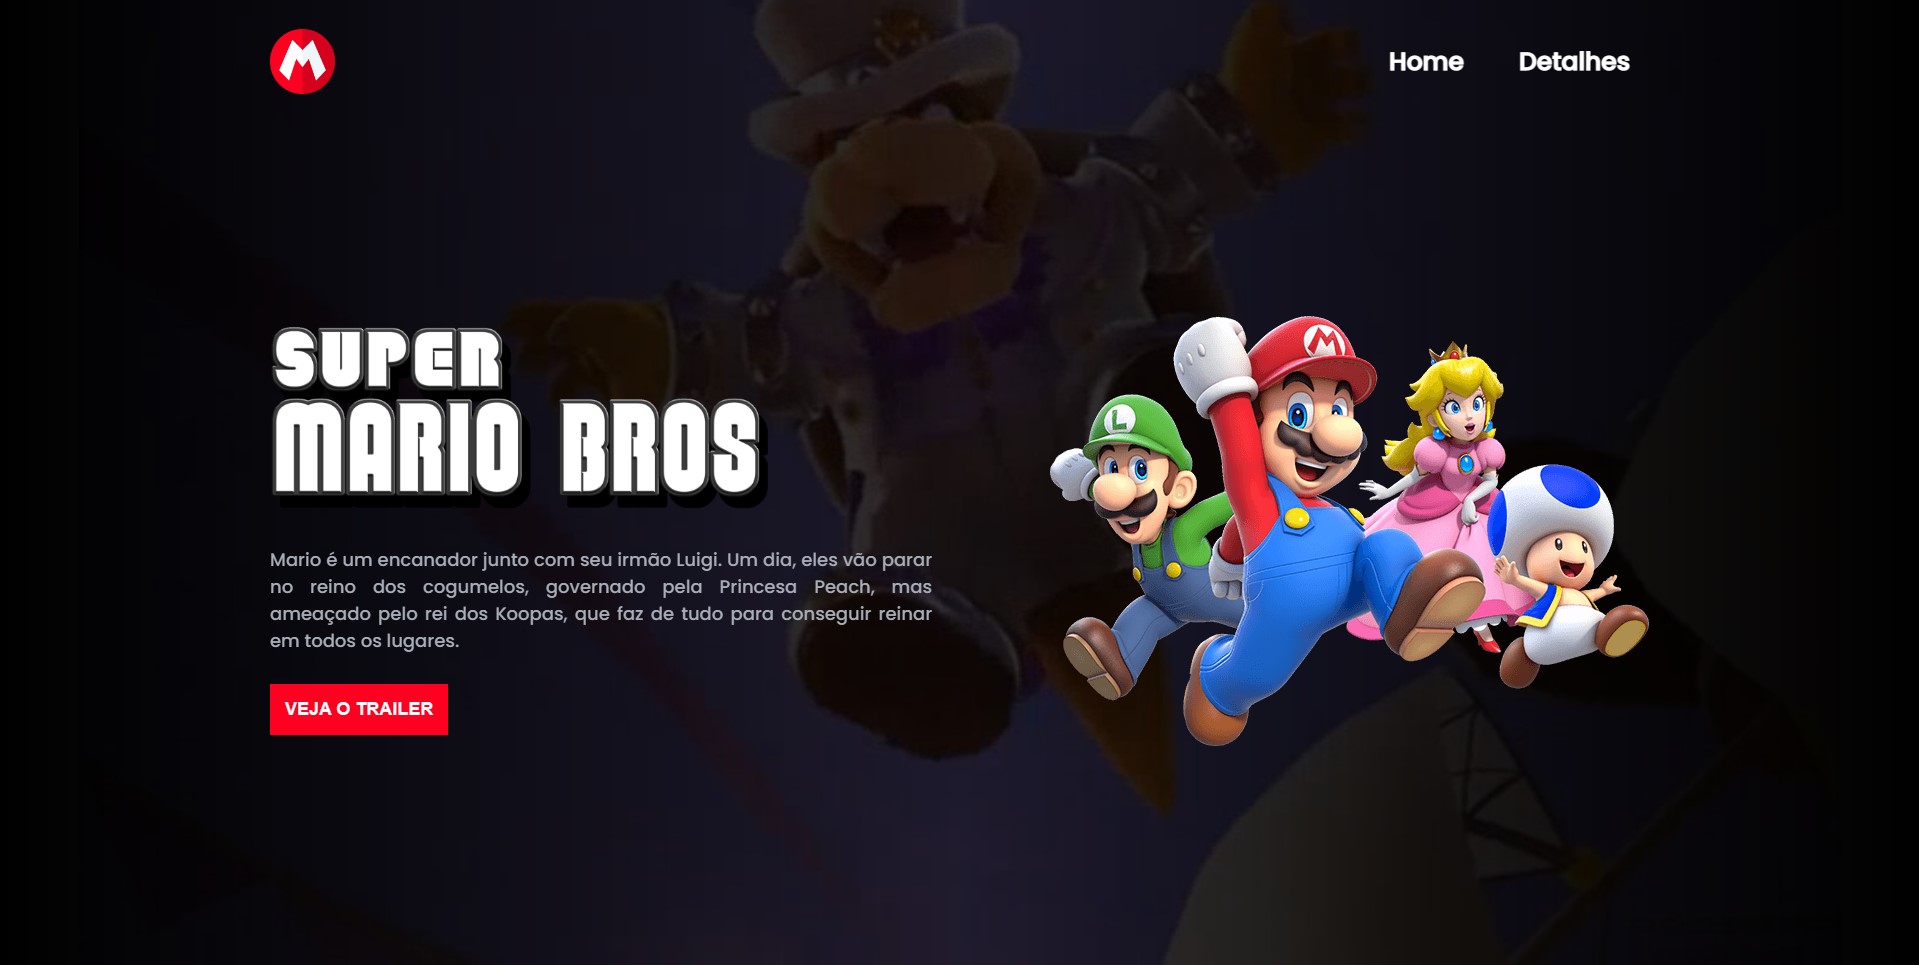 M
Home Detalhes
SUPER
MARIO BROS
M
L
Mario é um encanador junto com seu irmão Luigi. Um dia, eles vão parar
no reino dos cogumelos, governado pela Princesa Peach, mas
ameaçado pelo rei dos Koopas, que faz de tudo para conseguir reinar
em todos os lugares.
VEJA O TRAILER